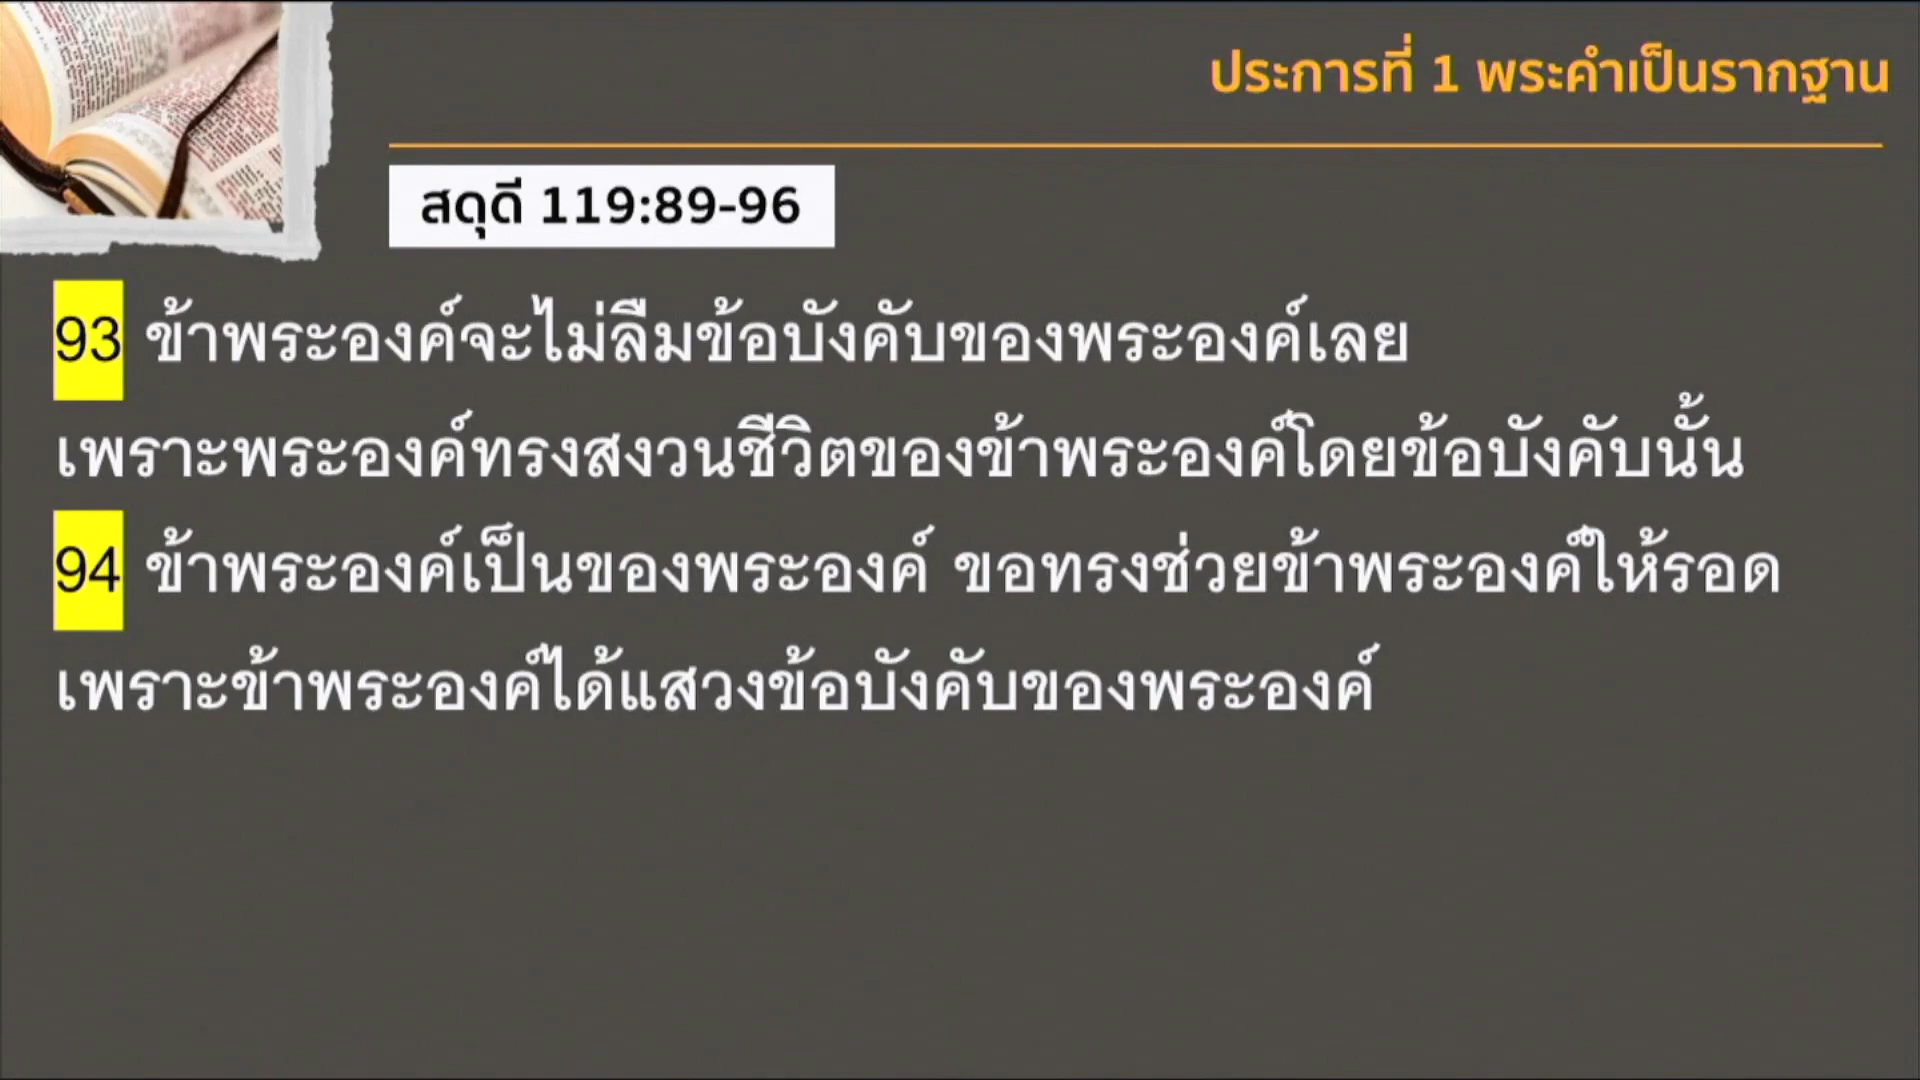 ประการที่ 1 พระคำเป็นรากฐาน
สดุดี 119:89-96
93 ข้าพระองค์จะไม่ลืมข้อบังคับของพระองค์เลย
เพราะพระองค์ทรงสงวนชีวิตของข้าพระองค์โดยข้อบังคับนั้น
94 ข้าพระองค์เป็นของพระองค์ ขอทรงช่วยข้าพระองค์ให้รอด
เพราะข้าพระองค์ได้แสวงข้อบังคับของพระองค์